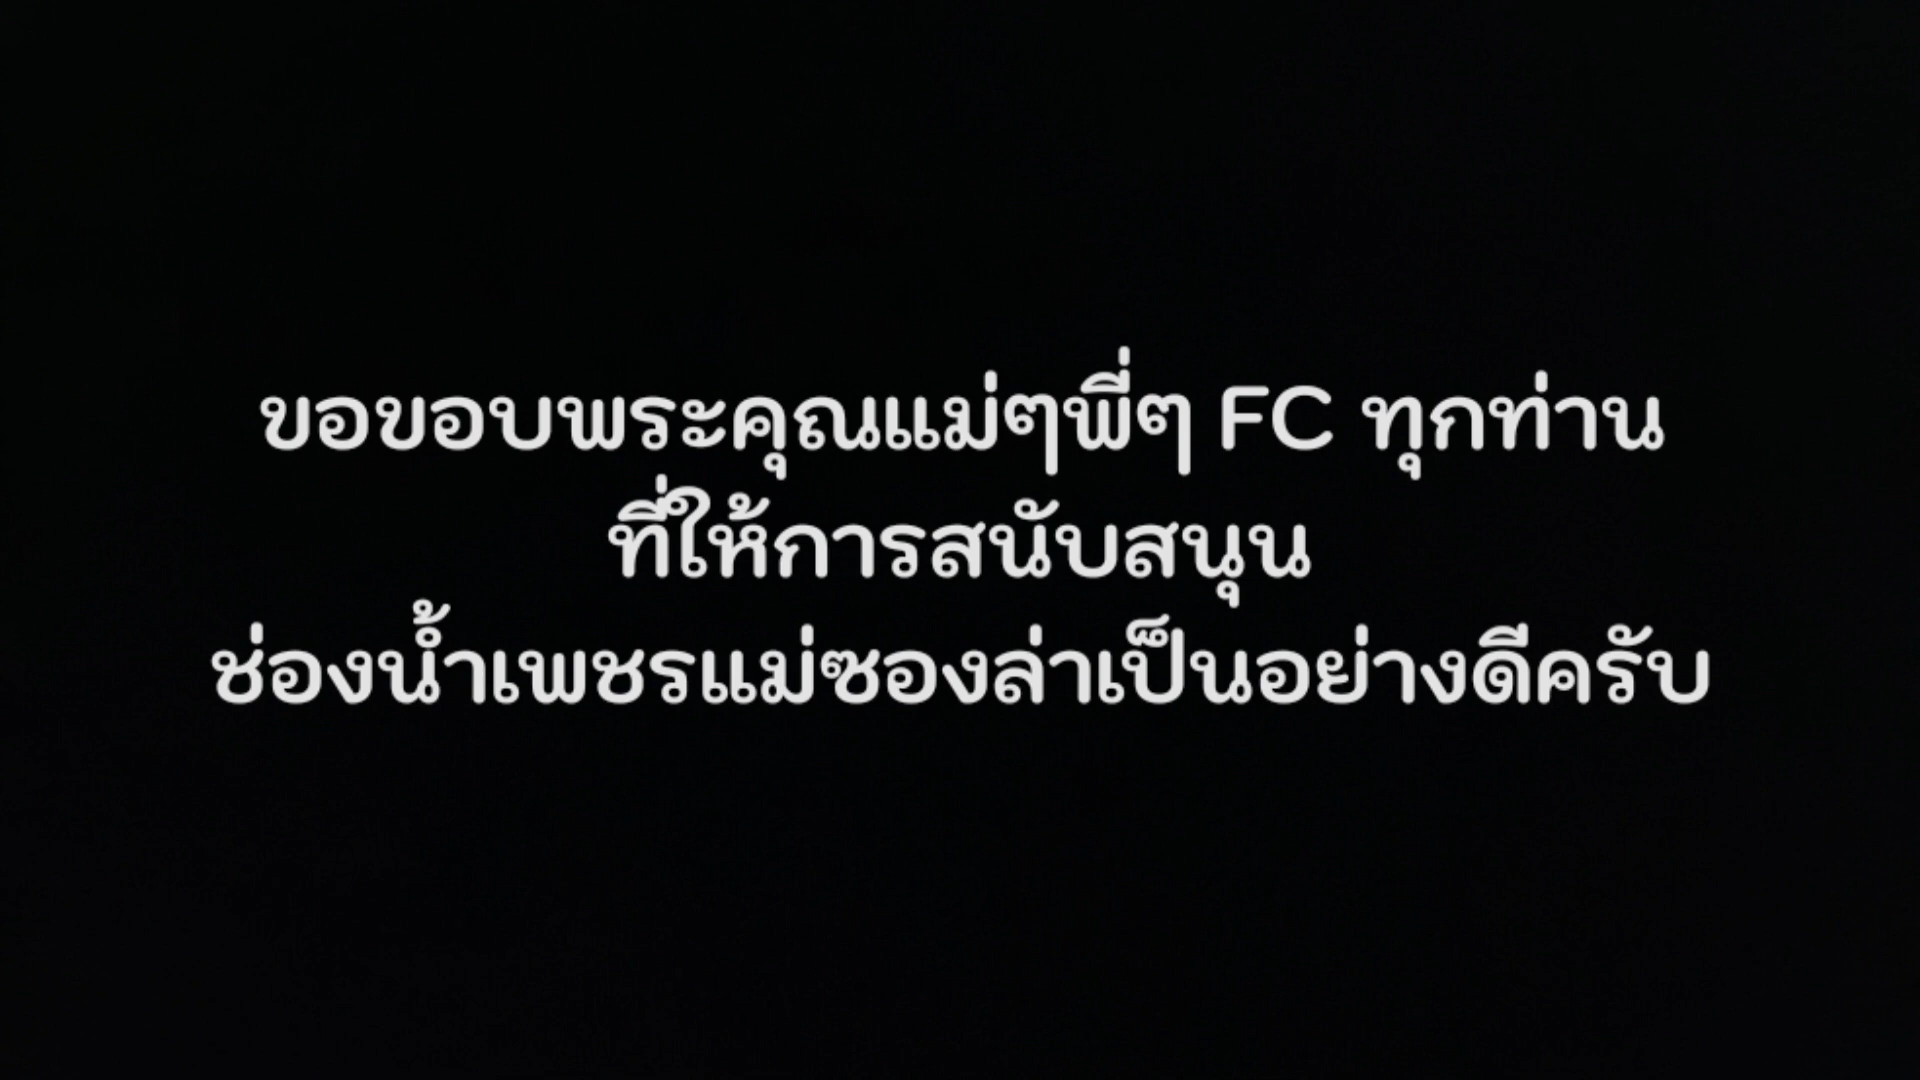 ขอขอบพระคุณแม่ๆพี่ๆ FC ทุกท่าน
ที่ให้การสนับสนุน
ช่องน้ำเพชรแม่ซองล่าเป็นอย่างดีครับ